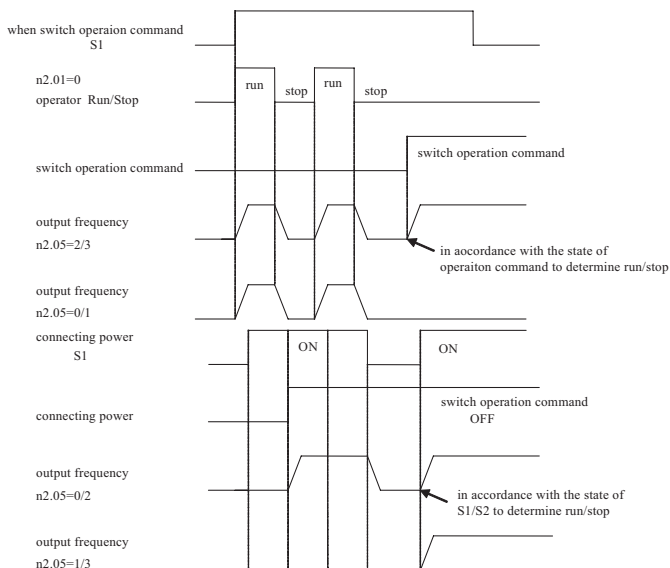 when switch operaion command
S1
n2.01=0
operator Run/Stop
run
stop
run
stop
switch operation command
switch operation command
output frequency
n2.05=2/3
in aocordance with the state of
operaiton command to determine run/stop
output frequency
n2.05=0/1
connecting power
S1
ON
ON
switch operation command
OFF
connecting power
output frequency
n2.05=0/2
in accordance with the state of
S1/S2 to determine run/stop
output frequency
n2.05=1/3